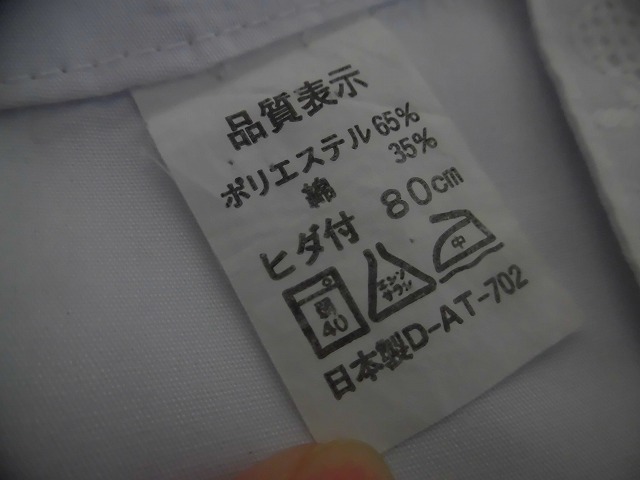 品質表示
ポリエステル65%
綿 35%
ヒダ付 80cm
弱 40
エンソ サラシ
中
日本製D-AT-702